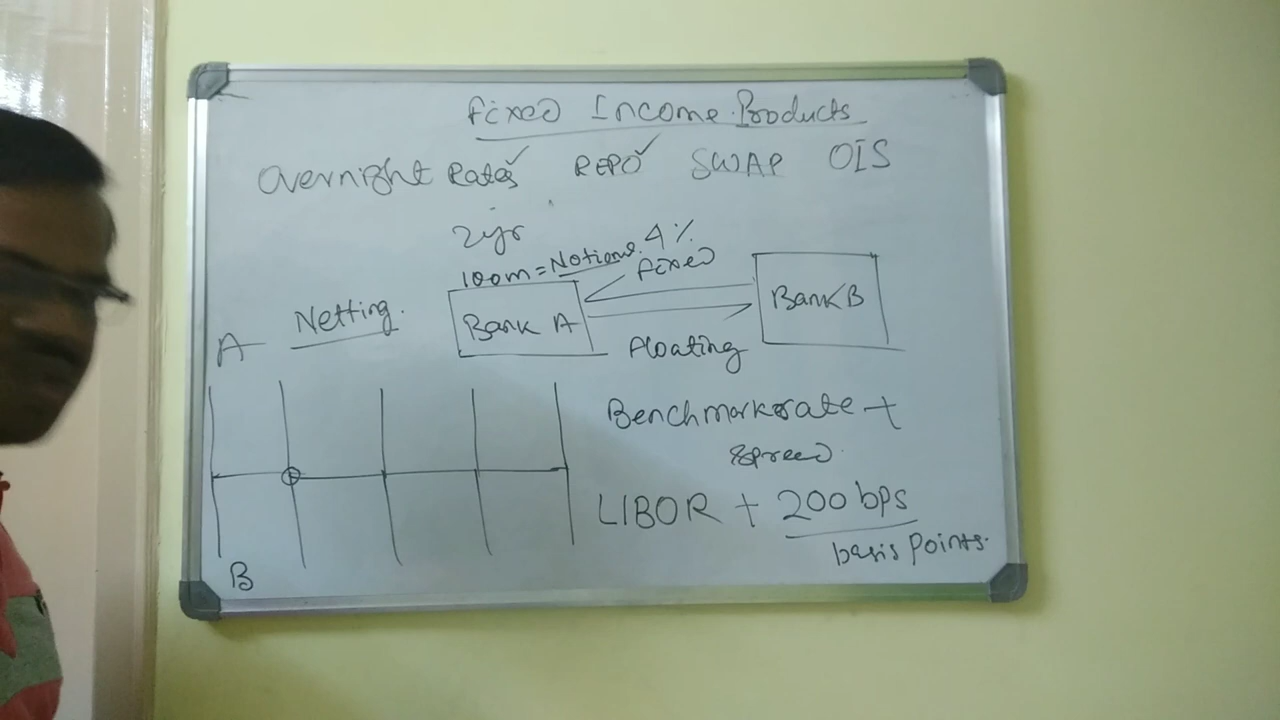 Fixed Income Products
Overnight Rates✓ REPO✓ SWAP OIS
2yr
100m = Notional 4%
Fixed
Netting.
Bank A
Bank B
A
Floating
Benchmark rate +
spread.
LIBOR + 200 bps
basis points.
B